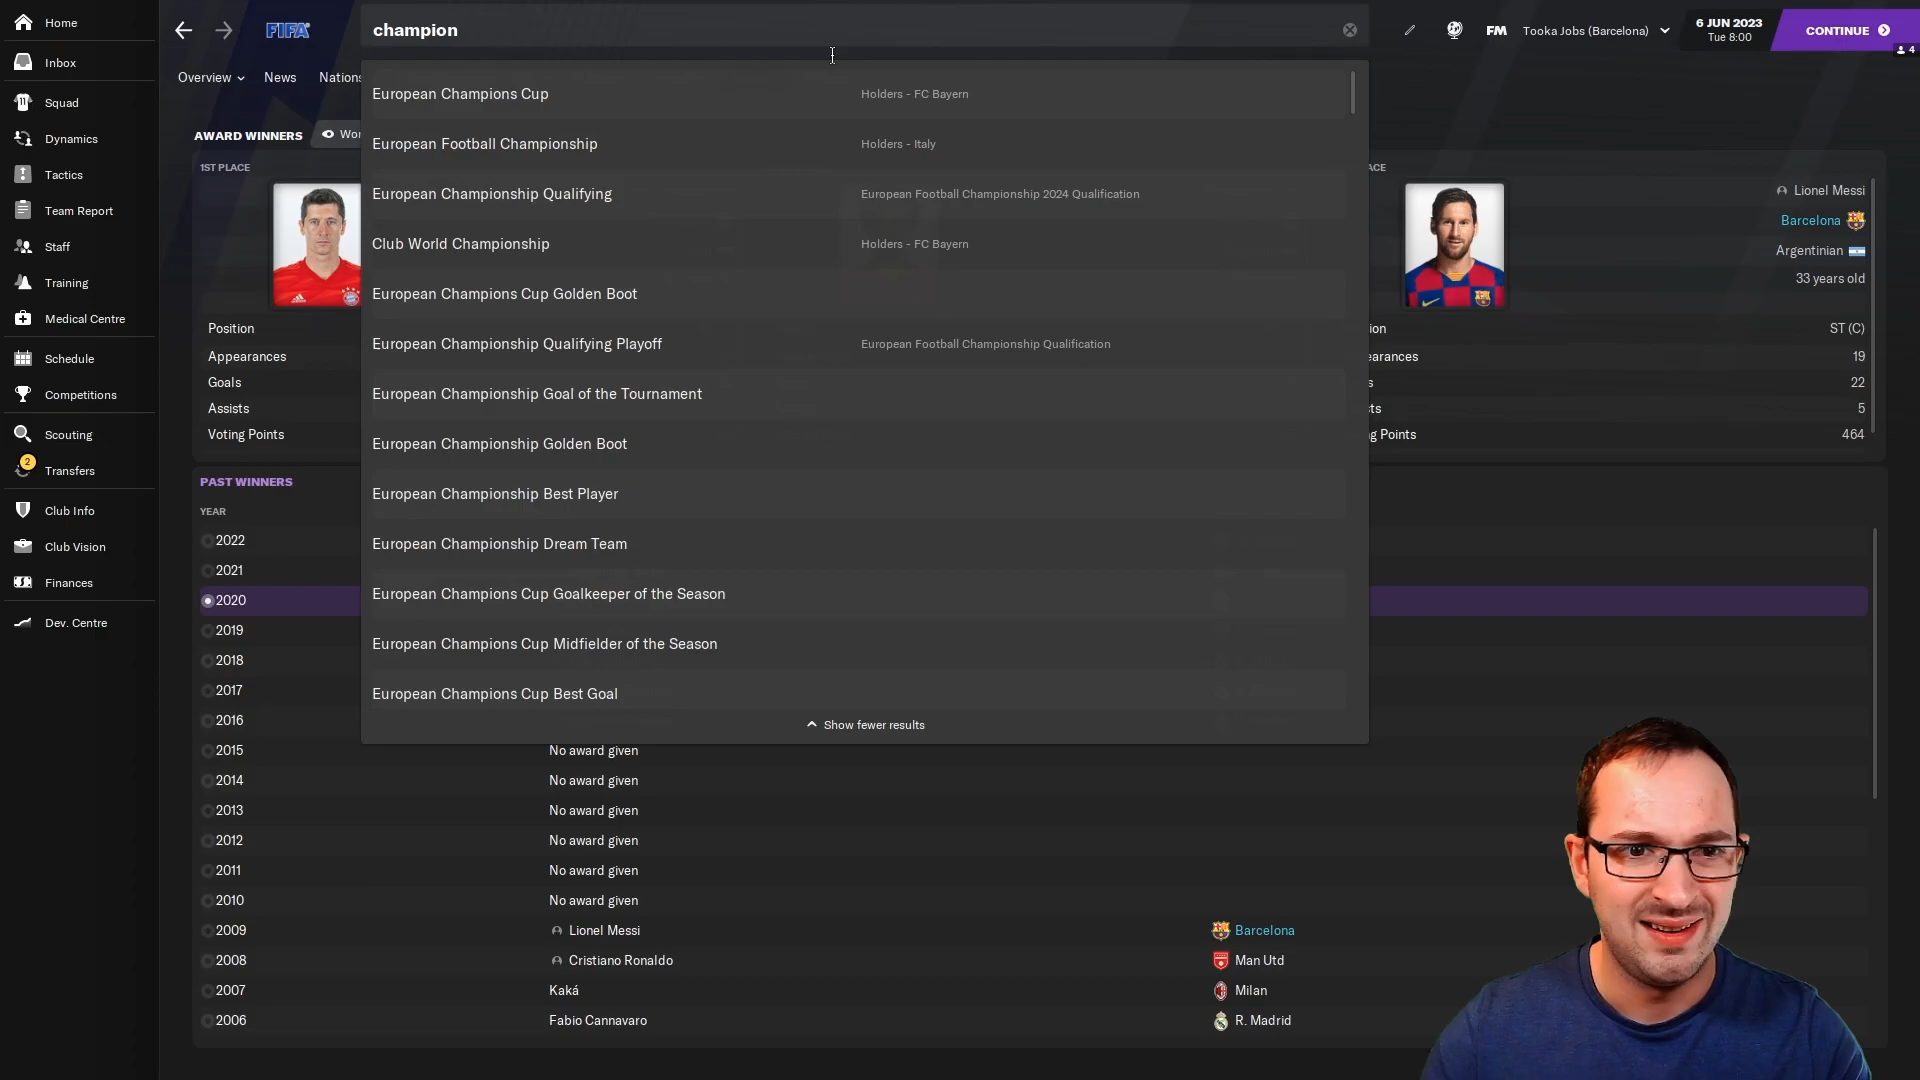 Home
Inbox
Squad
Dynamics
Tactics
Team Report
Staff
Training
Medical Centre
Schedule
Competitions
Scouting
2
Transfers
Club Info
Club Vision
Finances
Dev. Centre
FIFA
champion
FM
Tooka Jobs (Barcelona)
6 JUN 2023
Tue 8:00
CONTINUE
4
Overview
News
Nations
AWARD WINNERS
Wor
1ST PLACE
Position
Appearances
Goals
Assists
Voting Points
European Champions Cup Holders - FC Bayern
European Football Championship Holders - Italy
European Championship Qualifying European Football Championship 2024 Qualification
Club World Championship Holders - FC Bayern
European Champions Cup Golden Boot
European Championship Qualifying Playoff European Football Championship Qualification
European Championship Goal of the Tournament
European Championship Golden Boot
European Championship Best Player
European Championship Dream Team
European Champions Cup Goalkeeper of the Season
European Champions Cup Midfielder of the Season
European Champions Cup Best Goal
Show fewer results
ACE
Lionel Messi
Barcelona
Argentinian
33 years old
ion ST (C)
earances 19
s 22
ts 5
g Points 464
PAST WINNERS
YEAR
2022
2021
2020
2019
2018
2017
2016
2015 No award given
2014 No award given
2013 No award given
2012 No award given
2011 No award given
2010 No award given
2009 Lionel Messi Barcelona
2008 Cristiano Ronaldo Man Utd
2007 Kaká Milan
2006 Fabio Cannavaro R. Madrid